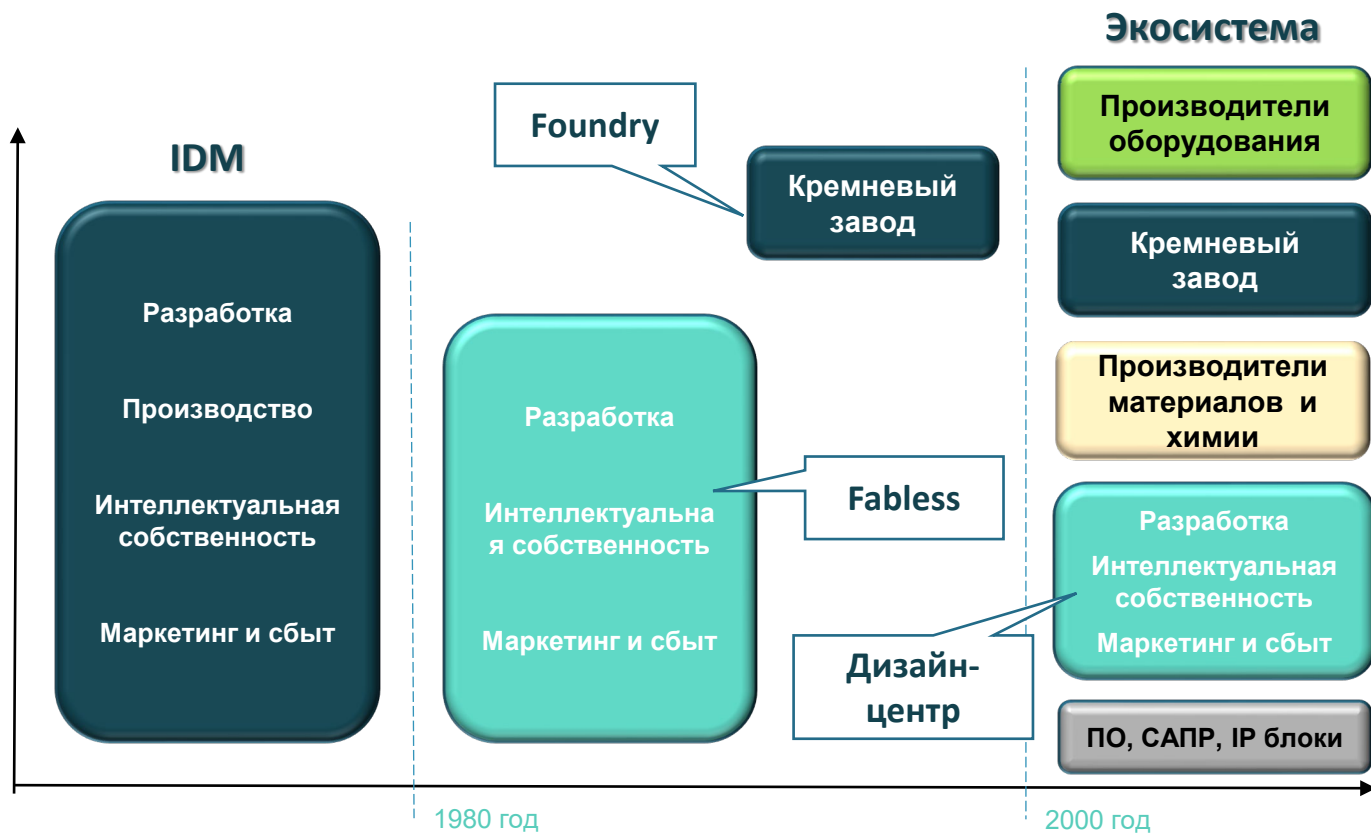 IDM
Разработка
Производство
Интеллектуальная
собственность
Маркетинг и сбыт
Foundry
Кремневый
завод
Разработка
Интеллектуальна
я собственность
Маркетинг и сбыт
Fabless
Дизайн-
центр
Экосистема
Производители
оборудования
Кремневый
завод
Производители
материалов и
химии
Разработка
Интеллектуальная
собственность
Маркетинг и сбыт
ПО, САПР, IP блоки
1980 год
2000 год